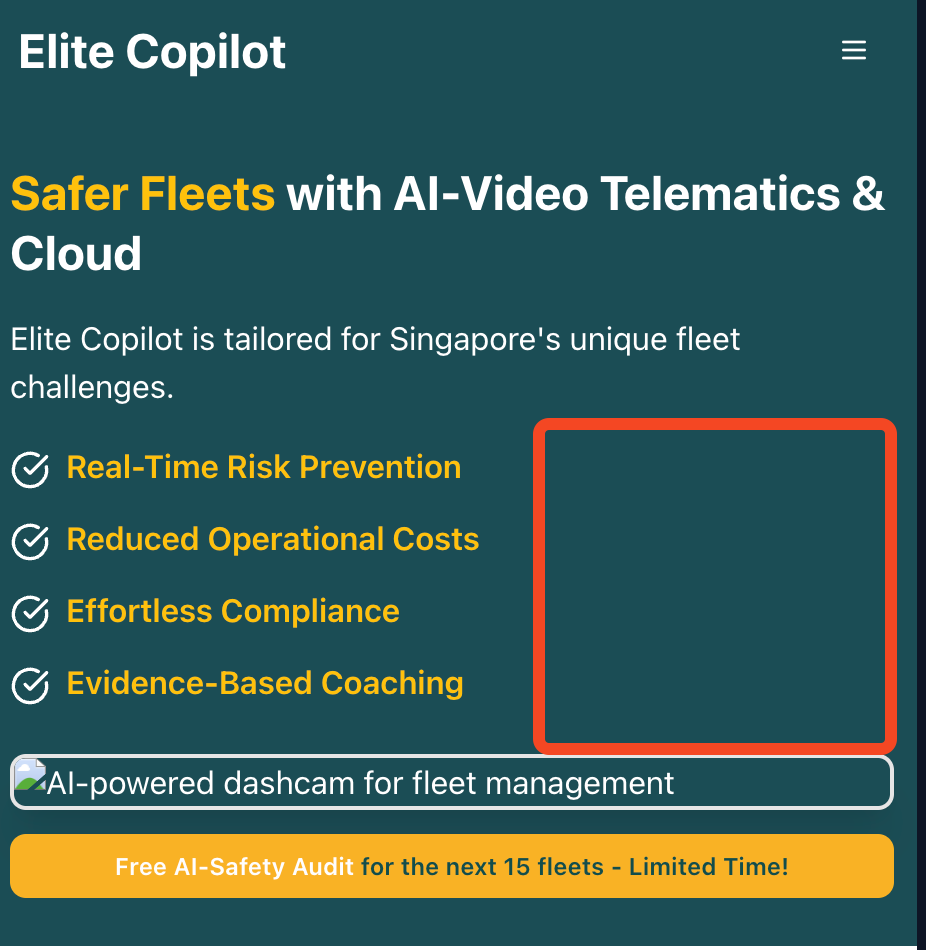 Elite Copilot
Safer Fleets with AI-Video Telematics &
Cloud
Elite Copilot is tailored for Singapore's unique fleet
challenges.
Real-Time Risk Prevention
Reduced Operational Costs
Effortless Compliance
Evidence-Based Coaching
AI-powered dashcam for fleet management
Free AI-Safety Audit for the next 15 fleets - Limited Time!